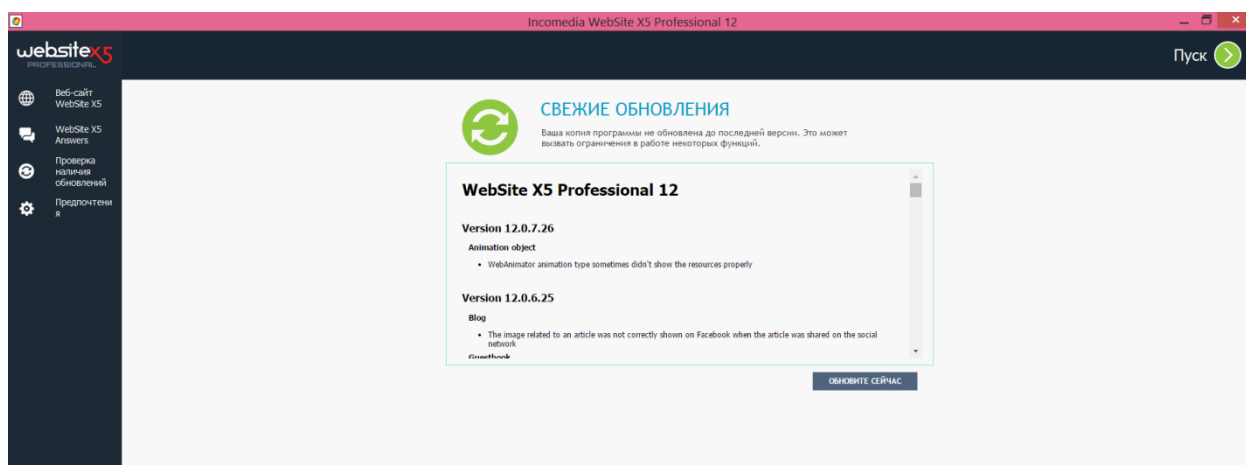 Incomedia WebSite X5 Professional 12
websitex5
PROFESSIONAL
Пуск
Веб-сайт
WebSite X5
WebSite X5
Answers
Проверка
наличия
обновлений
Предпочтени
я
СВЕЖИЕ ОБНОВЛЕНИЯ
Ваша копия программы не обновлена до последней версии. Это может
вызвать ограничения в работе некоторых функций.
WebSite X5 Professional 12
Version 12.0.7.26
Animation object
• WebAnimator animation type sometimes didn't show the resources properly
Version 12.0.6.25
Blog
• The image related to an article was not correctly shown on Facebook when the article was shared on the social
network
Guestbook
ОБНОВИТЕ СЕЙЧАС